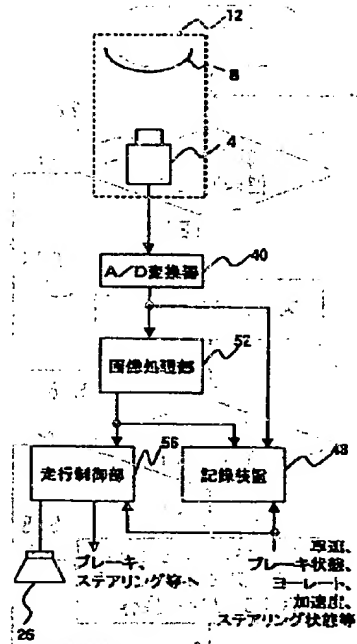 12
8
4
A/D変換器
40
画像処理部
52
走行制御部
56
記録装置
48
ブレーキ、
ステアリング等へ
26
車速、
ブレーキ状態、
ヨーレート、
加速度、
ステアリング状態等